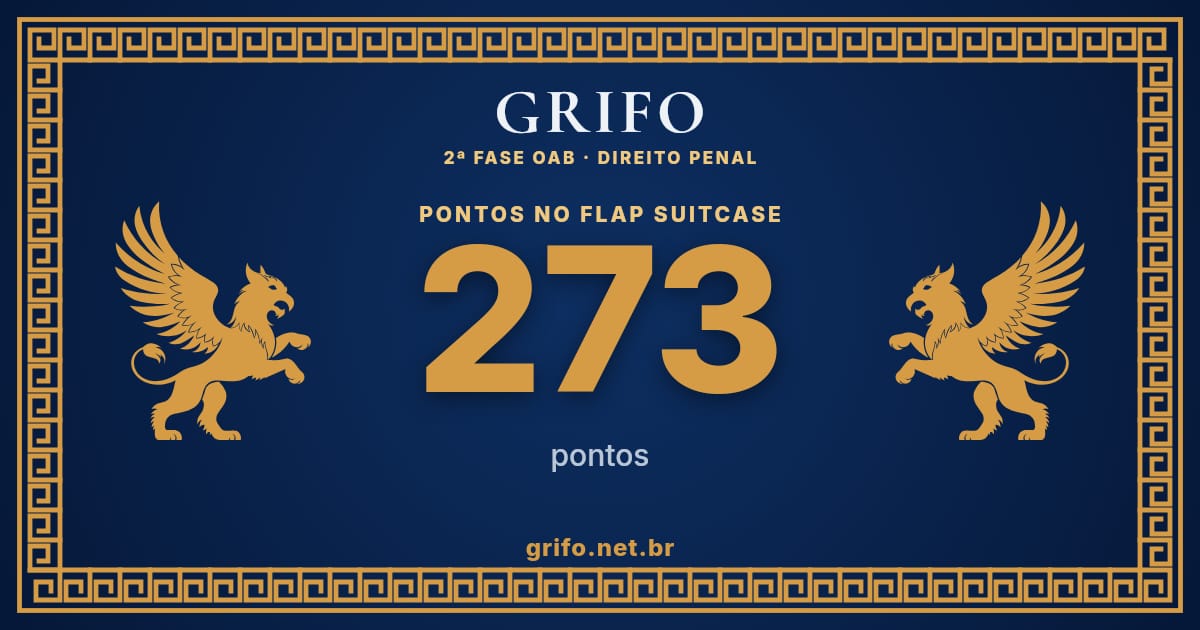 GRIFO
2ª FASE OAB · DIREITO PENAL
PONTOS NO FLAP SUITCASE
273
pontos
grifo.net.br